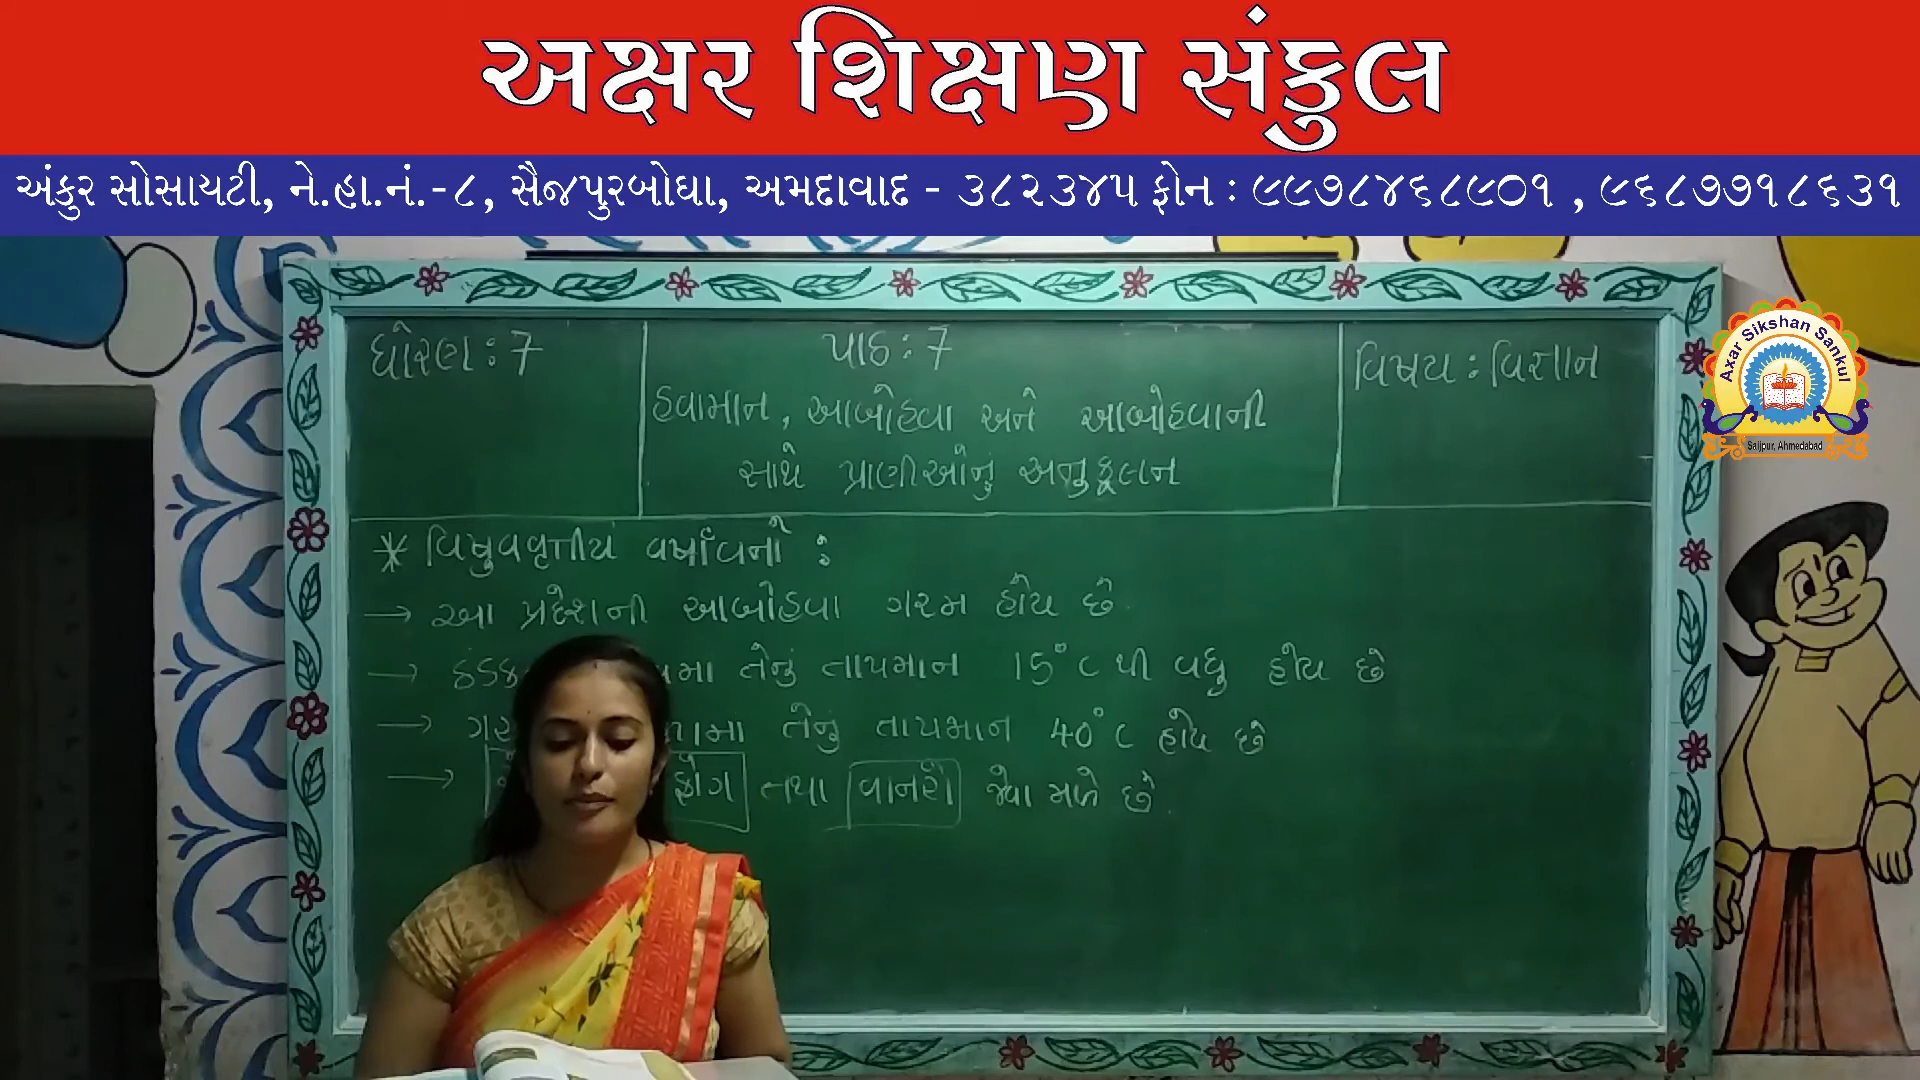 અક્ષર શિક્ષણ સંકુલ
અંકુર સોસાયટી, ને.હા.નં.-૮, સૈજપુરબોઘા, અમદાવાદ - ૩૮૨૩૪૫ ફોન : ૯૯૭૮૪૬૮૯૦૧ , ૯૬૮૭૭૧૮૬૩૧
Axar Sikshan Sankul
Saijpur, Ahmedabad
ધોરણ : 7
પાઠ : 7
હવામાન, આબોહવા અને આબોહવાની
સાથે પ્રાણીઓનું અનુકૂલન
વિષય : વિજ્ઞાન
* વિષુવવૃત્તીય વર્ષાવનો :
→ આ પ્રદેશની આબોહવા ગરમ હોય છે.
→ તેનું તાપમાન 15°C થી વધુ હોય છે
→ તેનું તાપમાન 40°C હોય છે
→ તથા વાનરો જોવા મળે છે.